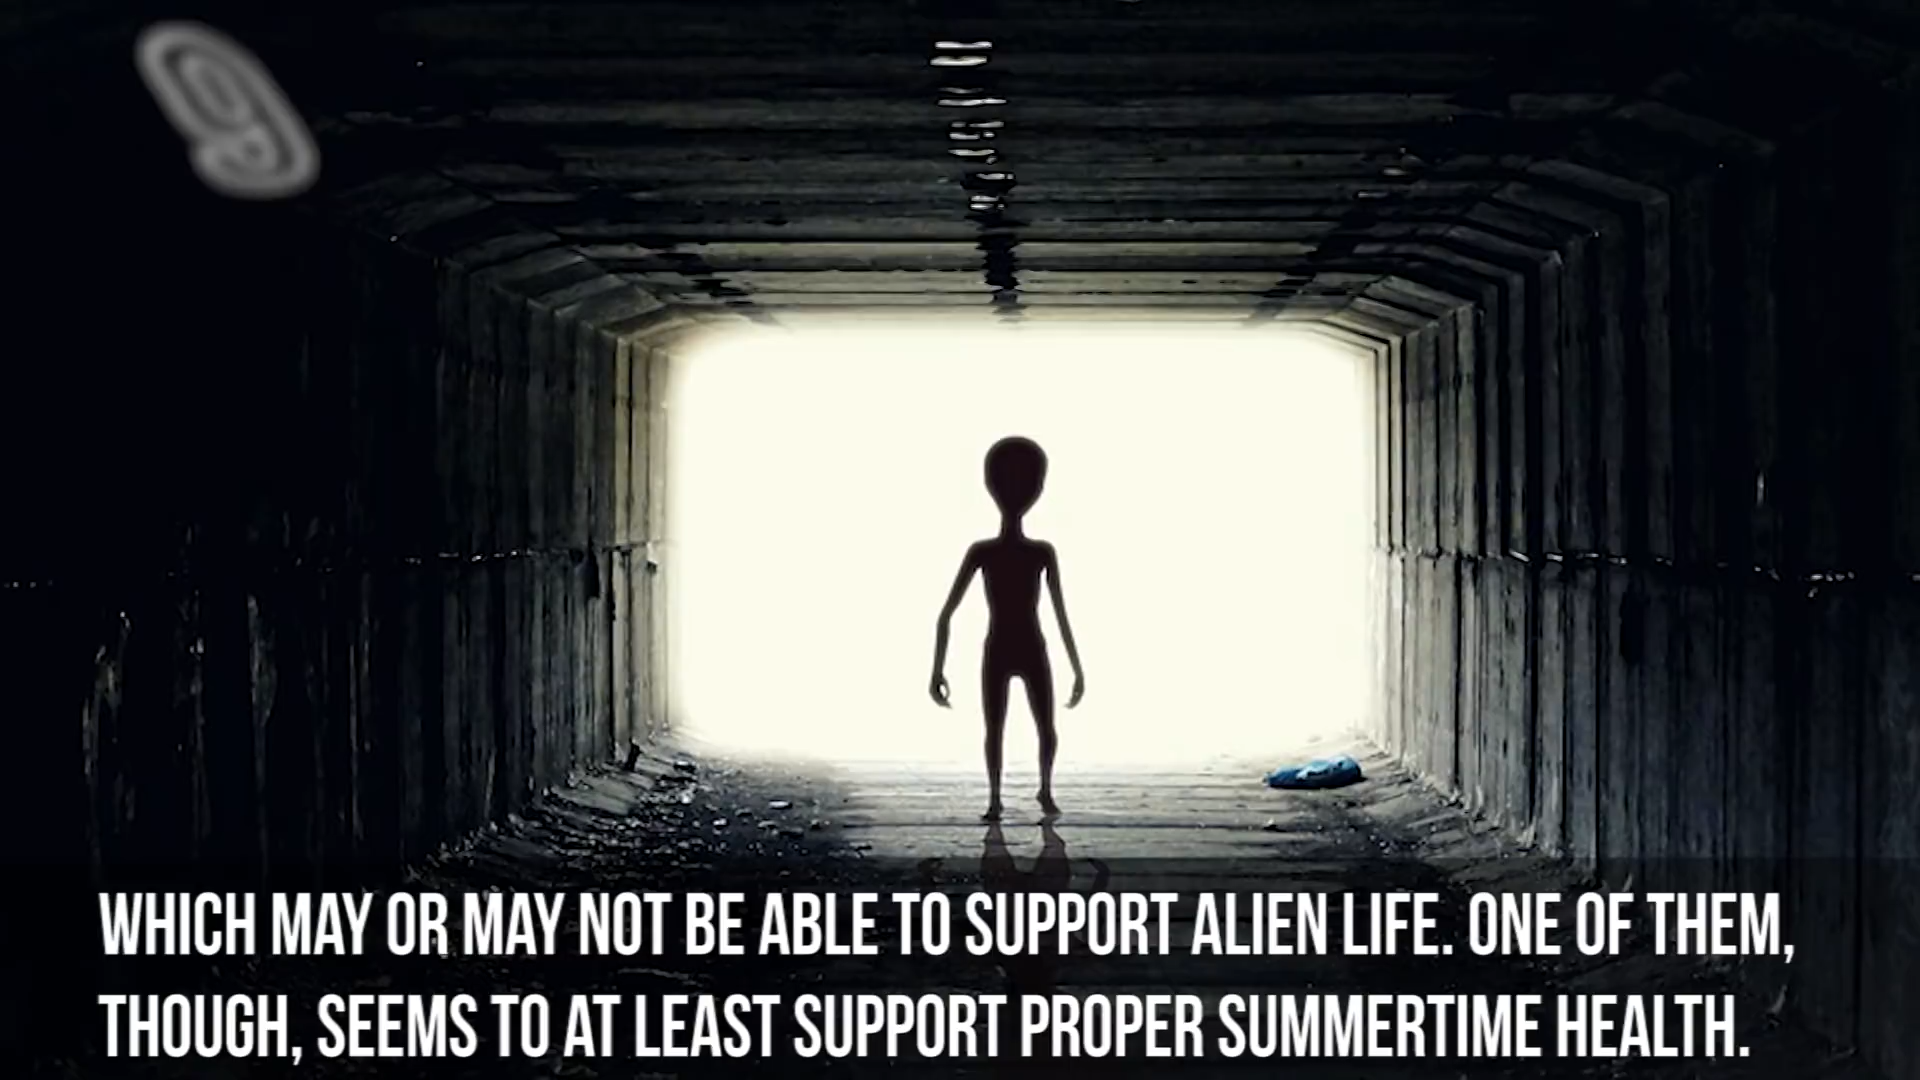 WHICH MAY OR MAY NOT BE ABLE TO SUPPORT ALIEN LIFE. ONE OF THEM,
THOUGH, SEEMS TO AT LEAST SUPPORT PROPER SUMMERTIME HEALTH.